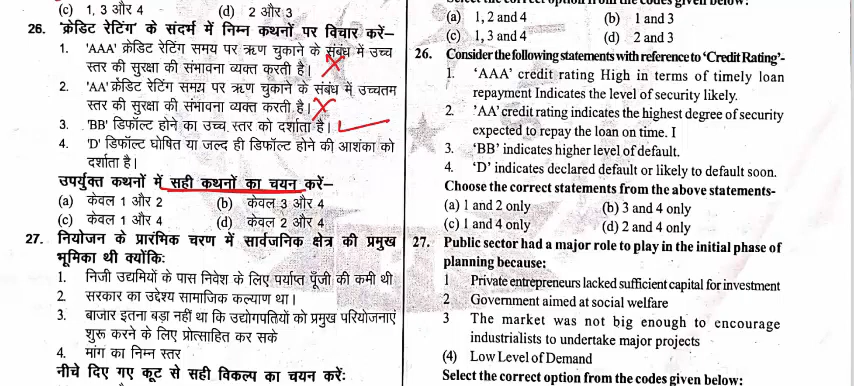 (c) 1, 3 और 4 (d) 2 और 3
26. 'क्रेडिट रेटिंग' के संदर्भ में निम्न कथनों पर विचार करें–
1. 'AAA' क्रेडिट रेटिंग समय पर ऋण चुकाने के संबंध में उच्च
स्तर की सुरक्षा की संभावना व्यक्त करती है।
2. 'AA' क्रेडिट रेटिंग समय पर ऋण चुकाने के संबंध में उच्चतम
स्तर की सुरक्षा की संभावना व्यक्त करती है।
3. 'BB' डिफॉल्ट होने का उच्च स्तर को दर्शाता है।
4. 'D' डिफॉल्ट घोषित या जल्द ही डिफॉल्ट होने की आशंका को
दर्शाता है।
उपर्युक्त कथनों में सही कथनों का चयन करें–
(a) केवल 1 और 2 (b) केवल 3 और 4
(c) केवल 1 और 4 (d) केवल 2 और 4
27. नियोजन के प्रारंमिक चरण में सार्वजनिक क्षेत्र की प्रमुख
भूमिका थी क्योंकिः
1. निजी उद्यमियों के पास निवेश के लिए पर्याप्त पूँजी की कमी थी
2. सरकार का उद्देश्य सामाजिक कल्याण था।
3. बाजार इतना बड़ा नहीं था कि उद्योगपतियों को प्रमुख परियोजनाएं
शुरू करने के लिए प्रोत्साहित कर सके
4. मांग का निम्न स्तर
नीचे दिए गए कूट से सही विकल्प का चयन करेंः
Select the correct option from the codes given below:
(a) 1, 2 and 4 (b) 1 and 3
(c) 1, 3 and 4 (d) 2 and 3
26. Consider the following statements with reference to 'Credit Rating'-
1. 'AAA' credit rating High in terms of timely loan
repayment Indicates the level of security likely.
2. 'AA' credit rating indicates the highest degree of security
expected to repay the loan on time. I
3. 'BB' indicates higher level of default.
4. 'D' indicates declared default or likely to default soon.
Choose the correct statements from the above statements-
(a) 1 and 2 only (b) 3 and 4 only
(c) 1 and 4 only (d) 2 and 4 only
27. Public sector had a major role to play in the initial phase of
planning because:
1 Private entrepreneurs lacked sufficient capital for investment
2 Government aimed at social welfare
3 The market was not big enough to encourage
industrialists to undertake major projects
(4) Low Level of Demand
Select the correct option from the codes given below: